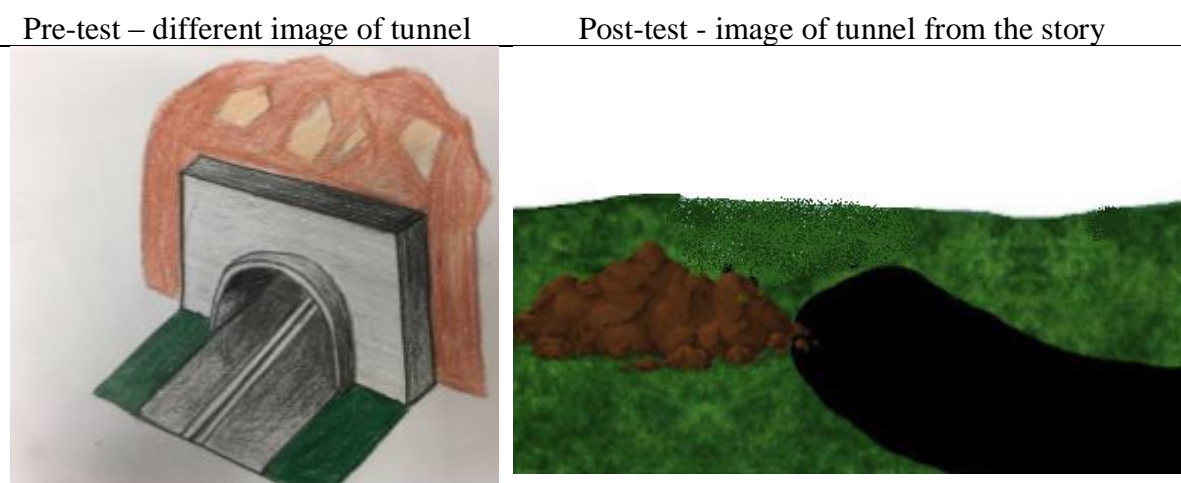 Pre-test – different image of tunnel
Post-test - image of tunnel from the story